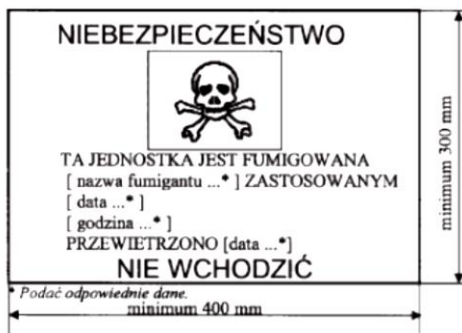 NIEBEZPIECZEŃSTWO
TA JEDNOSTKA JEST FUMIGOWANA
[ nazwa fumigantu ...* ] ZASTOSOWANYM
[ data ...* ]
[ godzina ...* ]
PRZEWIETRZONO [data ...*]
NIE WCHODZIĆ
* Podać odpowiednie dane.
minimum 400 mm
minimum 300 mm